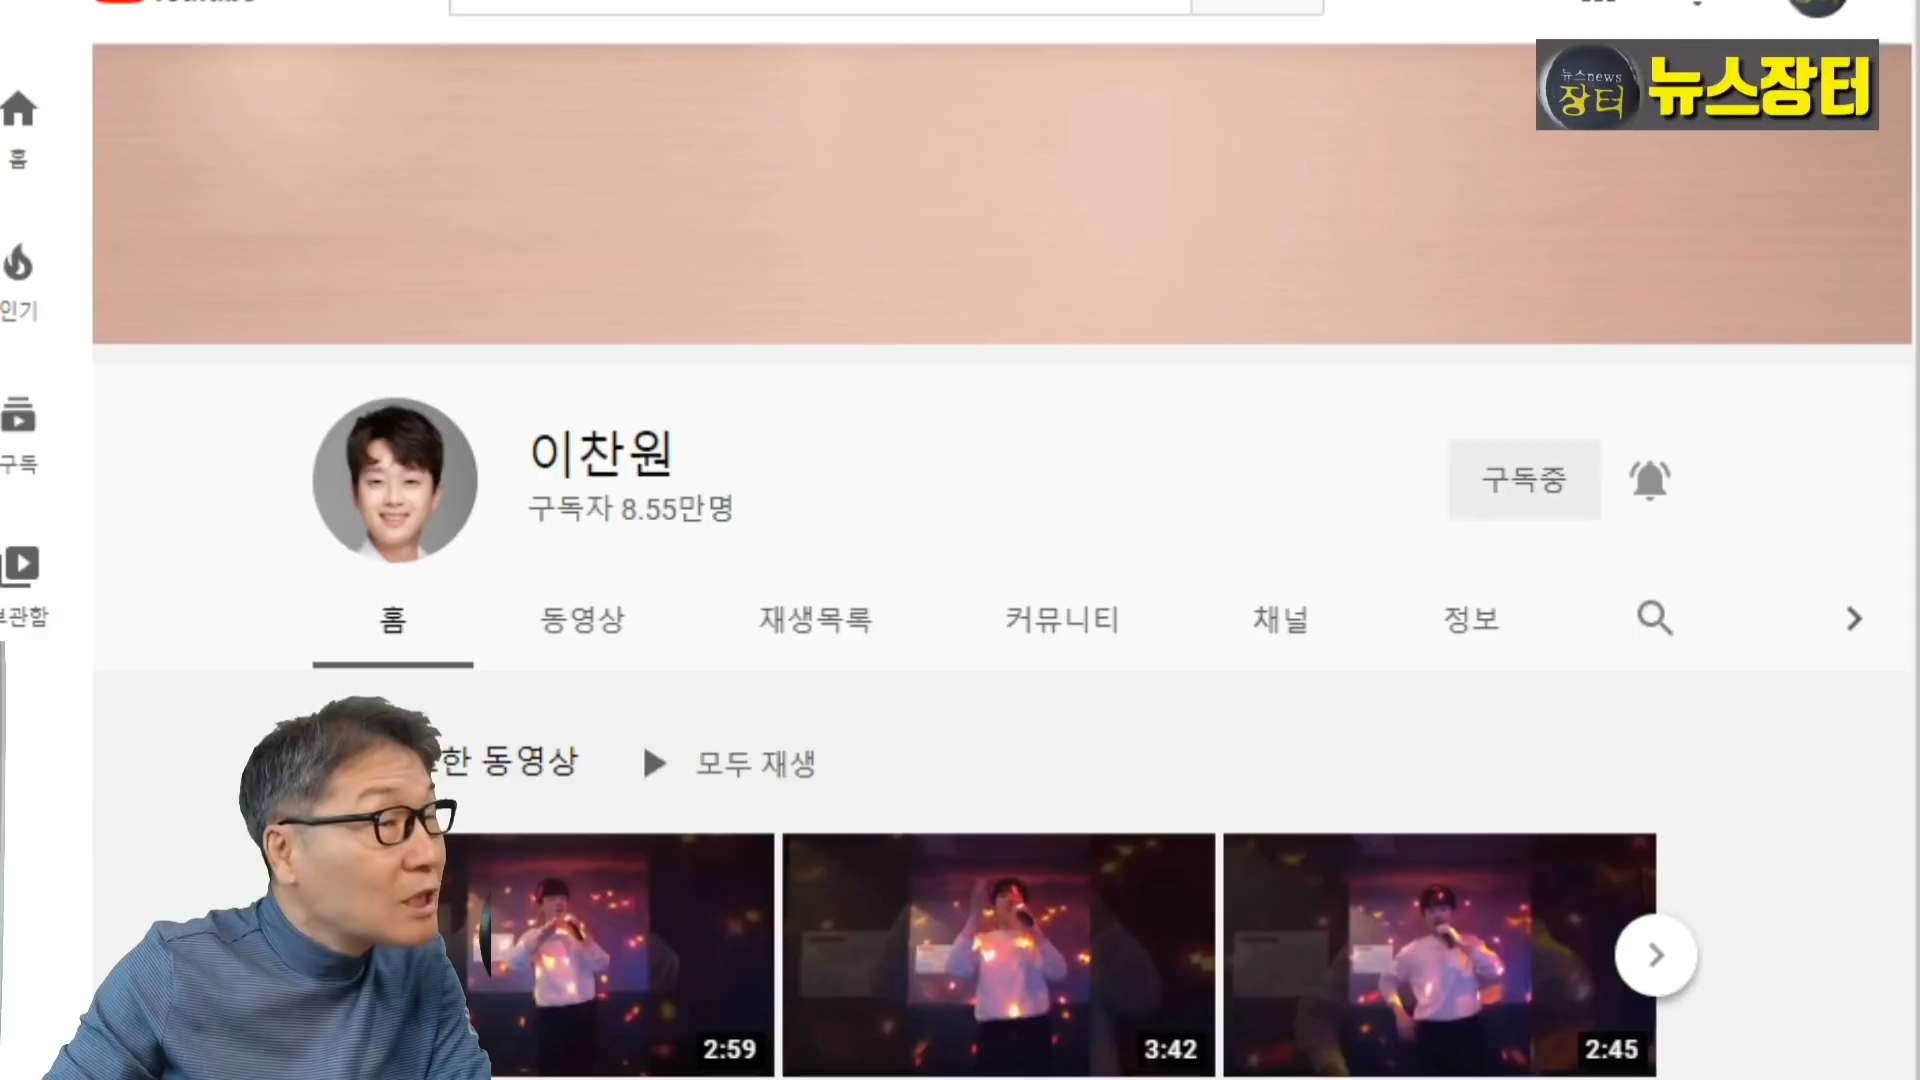 뉴스news
장터
뉴스장터
홈
인기
구독
이찬원
구독자 8.55만명
구독중
홈
동영상
재생목록
커뮤니티
채널
정보
동영상
모두 재생
2:59
3:42
2:45